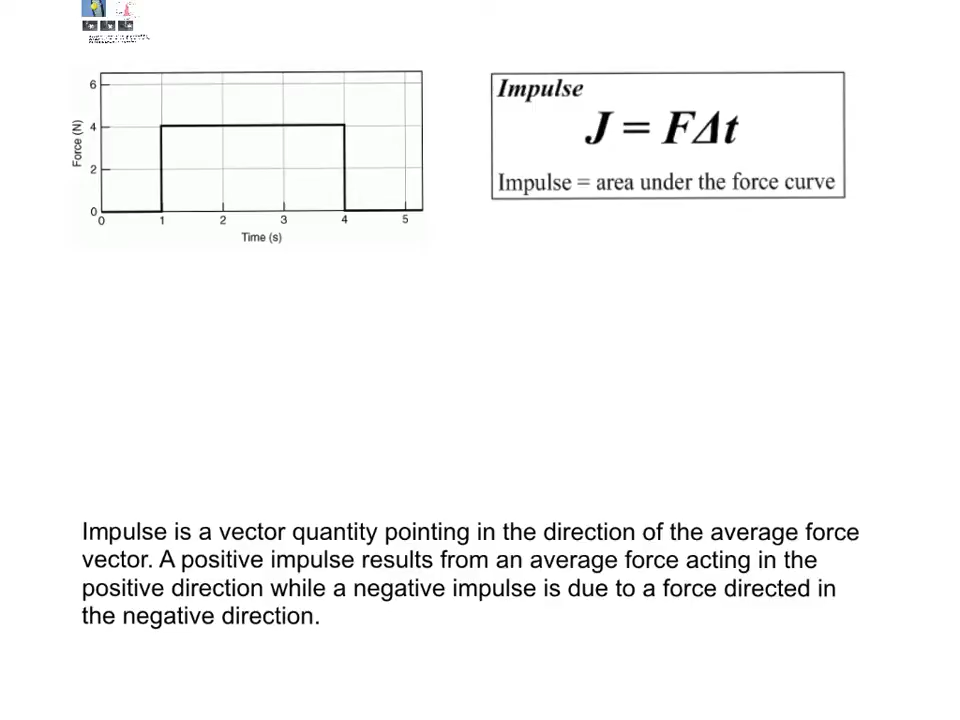 6
4
2
0
Force (N)
0 1 2 3 4 5
Time (s)
Impulse
J = FΔt
Impulse = area under the force curve
Impulse is a vector quantity pointing in the direction of the average force
vector. A positive impulse results from an average force acting in the
positive direction while a negative impulse is due to a force directed in
the negative direction.